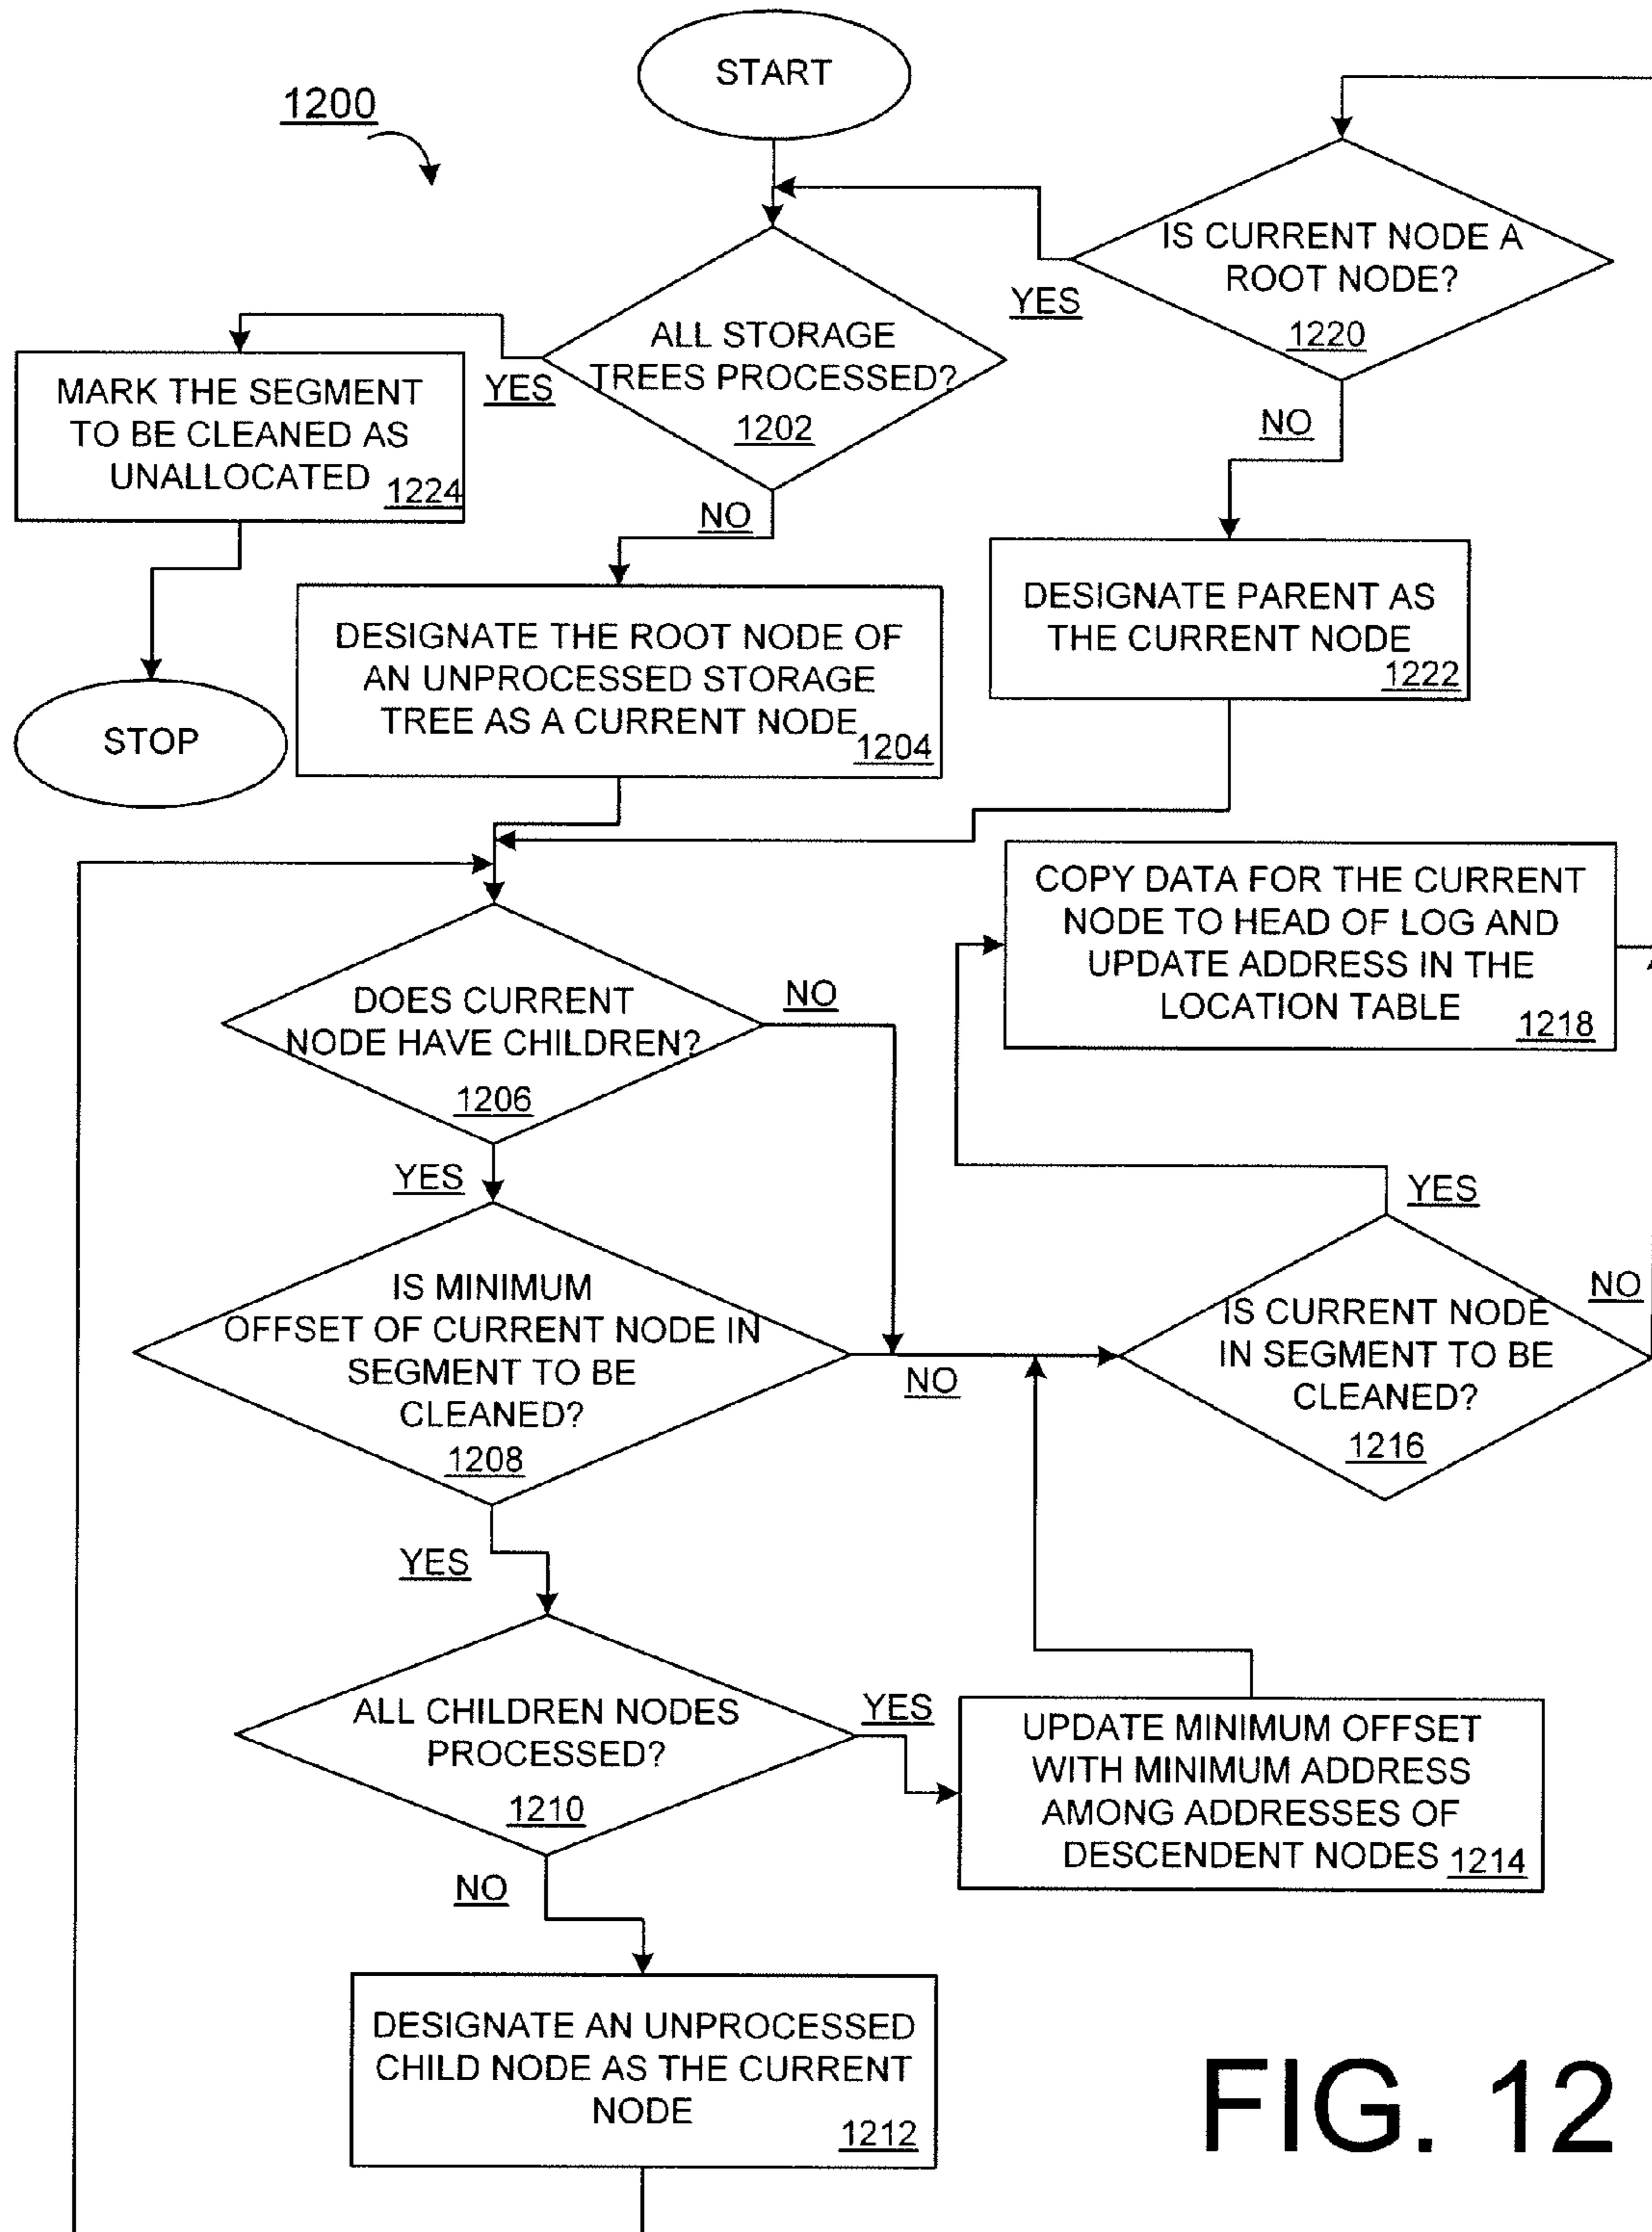 START
1200
IS CURRENT NODE A
ROOT NODE?
1220
YES
NO
ALL STORAGE
TREES PROCESSED?
1202
YES
NO
MARK THE SEGMENT
TO BE CLEANED AS
UNALLOCATED
1224
STOP
DESIGNATE THE ROOT NODE OF
AN UNPROCESSED STORAGE
TREE AS A CURRENT NODE
1204
DESIGNATE PARENT AS
THE CURRENT NODE
1222
COPY DATA FOR THE CURRENT
NODE TO HEAD OF LOG AND
UPDATE ADDRESS IN THE
LOCATION TABLE
1218
DOES CURRENT
NODE HAVE CHILDREN?
1206
NO
YES
IS MINIMUM
OFFSET OF CURRENT NODE IN
SEGMENT TO BE
CLEANED?
1208
NO
YES
IS CURRENT NODE
IN SEGMENT TO BE
CLEANED?
1216
YES
NO
ALL CHILDREN NODES
PROCESSED?
1210
YES
NO
UPDATE MINIMUM OFFSET
WITH MINIMUM ADDRESS
AMONG ADDRESSES OF
DESCENDENT NODES
1214
DESIGNATE AN UNPROCESSED
CHILD NODE AS THE CURRENT
NODE
1212
FIG. 12